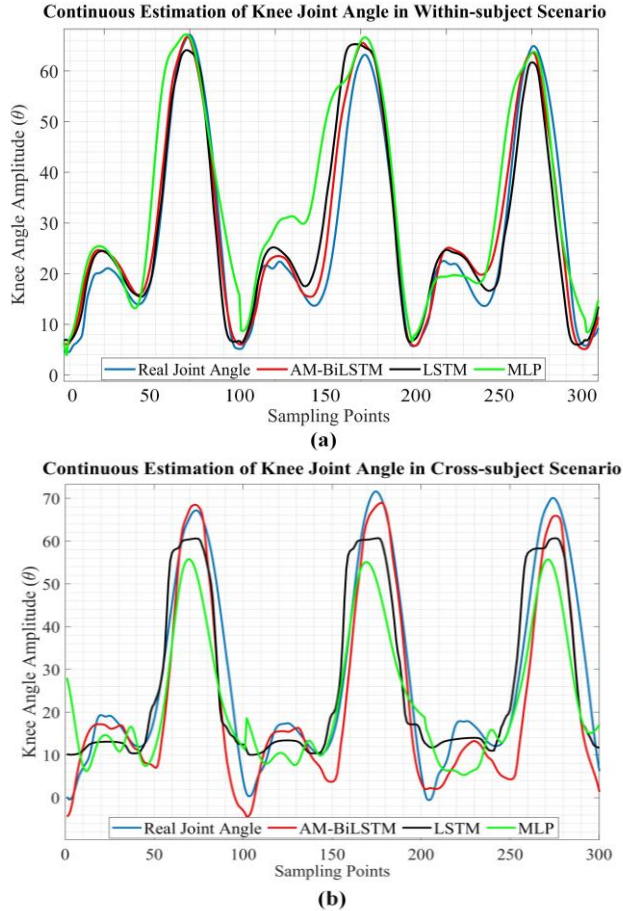 Continuous Estimation of Knee Joint Angle in Within-subject Scenario
Knee Angle Amplitude (θ)
60
50
40
30
20
10
0
Real Joint Angle AM-BiLSTM LSTM MLP
0 50 100 150 200 250 300
Sampling Points
(a)
Continuous Estimation of Knee Joint Angle in Cross-subject Scenario
Knee Angle Amplitude (θ)
70
60
50
40
30
20
10
0
Real Joint Angle AM-BiLSTM LSTM MLP
0 50 100 150 200 250 300
Sampling Points
(b)